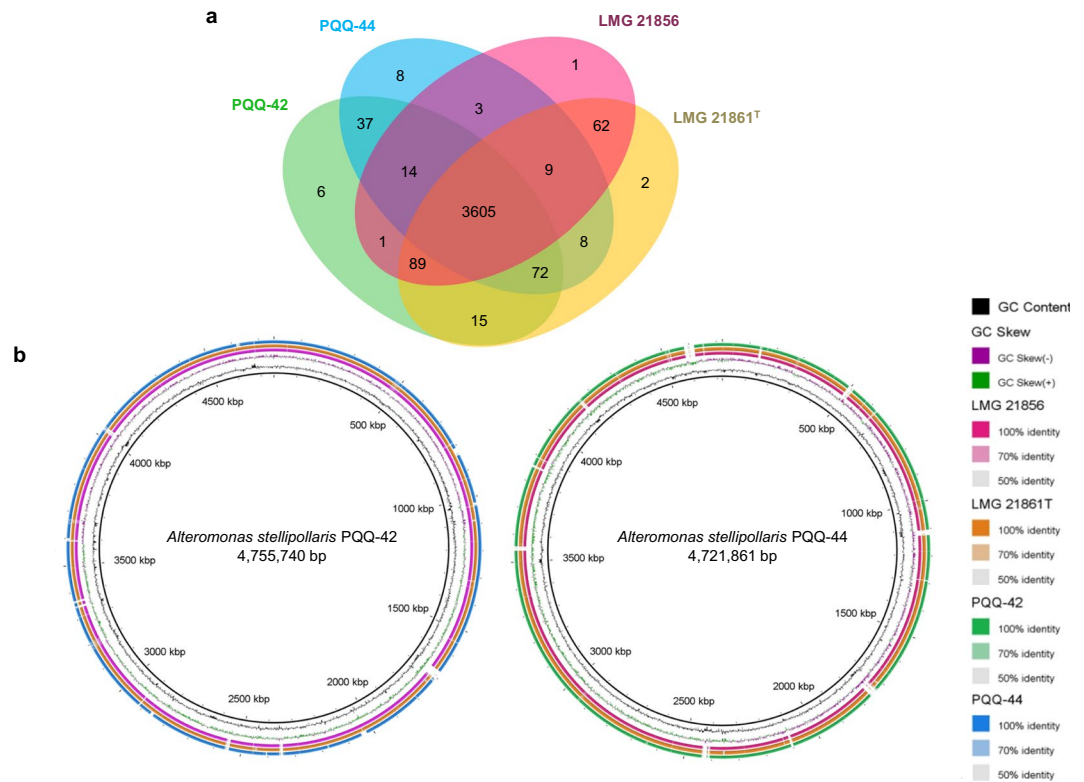 a
PQQ-44
LMG 21856
PQQ-42
LMG 21861ᵀ
8
1
3
37
62
14
9
6
2
3605
1
8
89
72
15
b
4500 kbp
500 kbp
4000 kbp
1000 kbp
Alteromonas stellipollaris PQQ-42
4,755,740 bp
3500 kbp
1500 kbp
3000 kbp
2000 kbp
2500 kbp
4500 kbp
500 kbp
4000 kbp
1000 kbp
Alteromonas stellipollaris PQQ-44
4,721,861 bp
3500 kbp
1500 kbp
3000 kbp
2000 kbp
2500 kbp
GC Content
GC Skew
GC Skew(-)
GC Skew(+)
LMG 21856
100% identity
70% identity
50% identity
LMG 21861T
100% identity
70% identity
50% identity
PQQ-42
100% identity
70% identity
50% identity
PQQ-44
100% identity
70% identity
50% identity